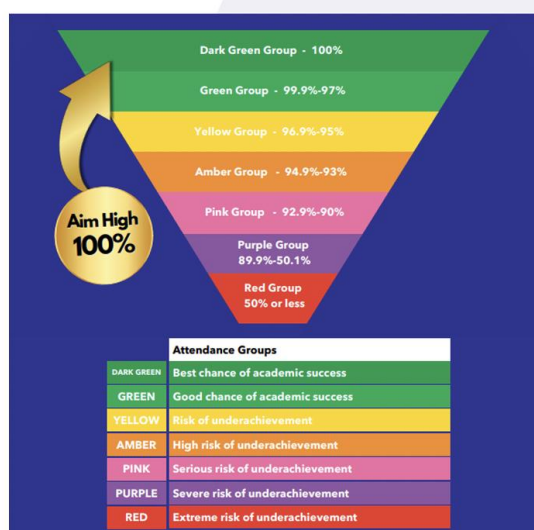 Dark Green Group - 100%
Green Group - 99.9%-97%
Yellow Group - 96.9%-95%
Amber Group - 94.9%-93%
Pink Group - 92.9%-90%
Purple Group
89.9%-50.1%
Red Group
50% or less
Aim High
100%
Attendance Groups
DARK GREEN Best chance of academic success
GREEN Good chance of academic success
YELLOW Risk of underachievement
AMBER High risk of underachievement
PINK Serious risk of underachievement
PURPLE Severe risk of underachievement
RED Extreme risk of underachievement